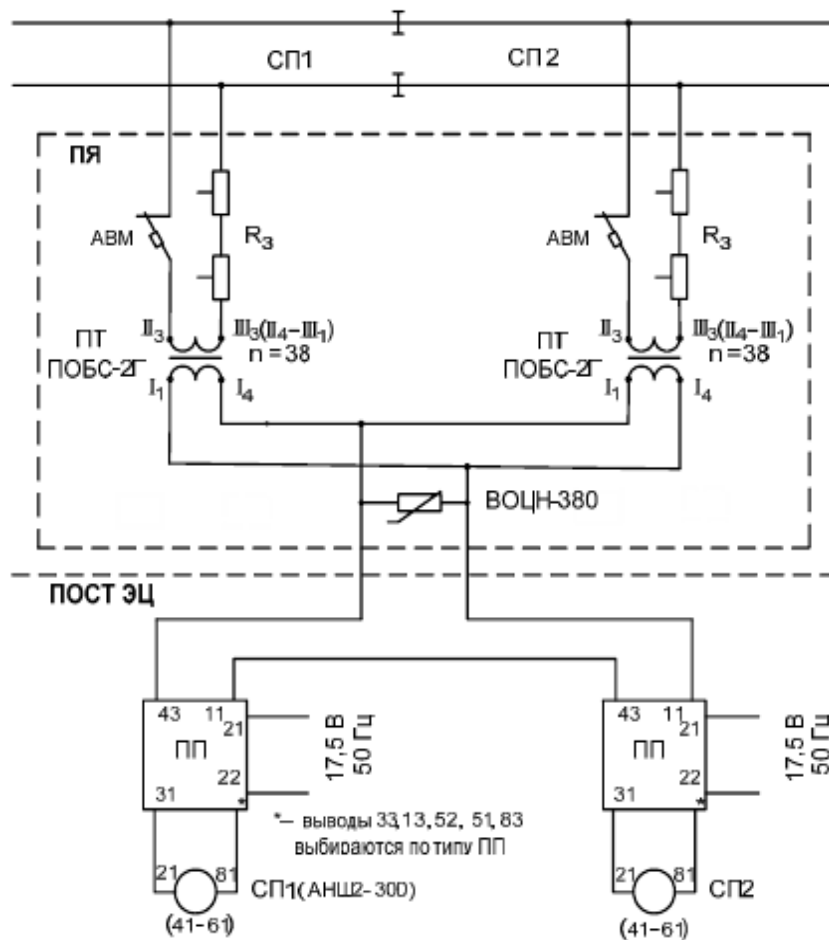 СП1 СП2
ПЯ
АВМ R3 АВМ R3
II3 III3(II4–III1) II3 III3(II4–III1)
ПТ n=38 ПТ n=38
ПОБС-2Г ПОБС-2Г
I1 I4 I1 I4
ВОЦН-380
ПОСТ ЭЦ
43 11 43 11
21 21
ПП ПП
22 22
31 * 31 *
17,5 В 17,5 В
50 Гц 50 Гц
*– выводы 33,13, 52, 51, 83
выбираются по типу ПП
21 81 СП1(АНШ2-300) 21 81 СП2
(41-61) (41-61)